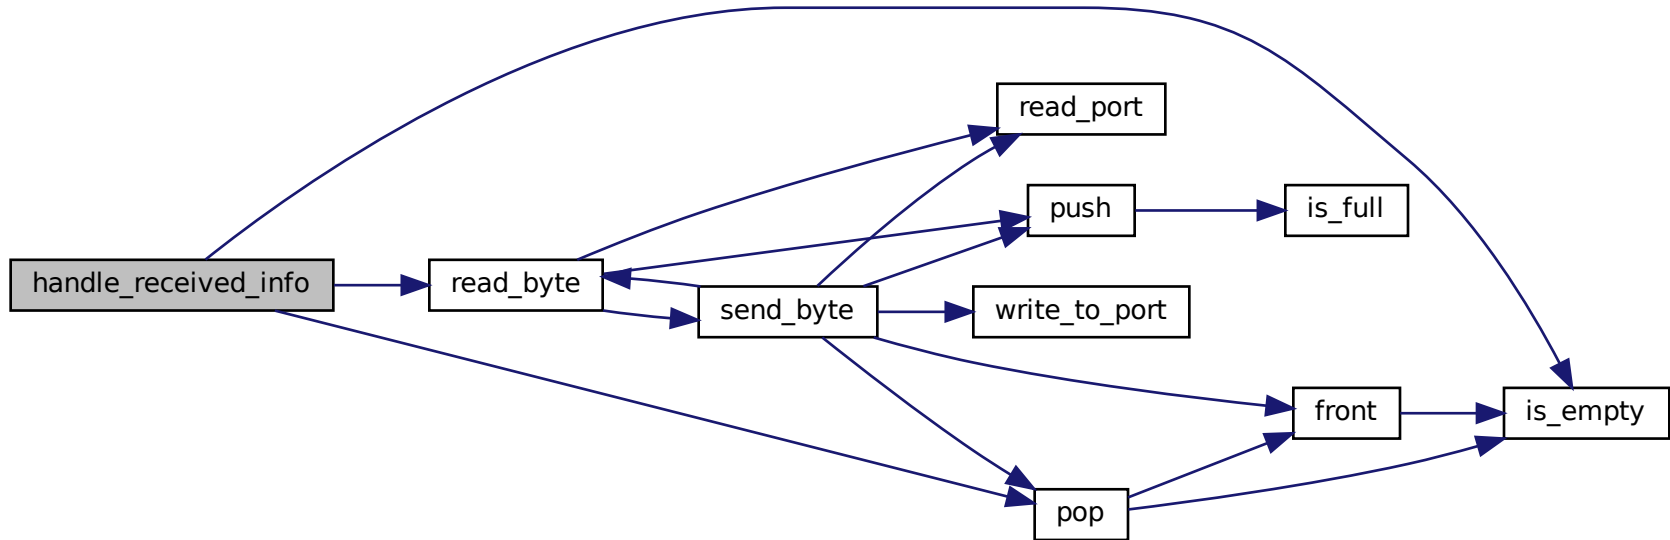 read_port
push
is_full
handle_received_info
read_byte
send_byte
write_to_port
front
is_empty
pop